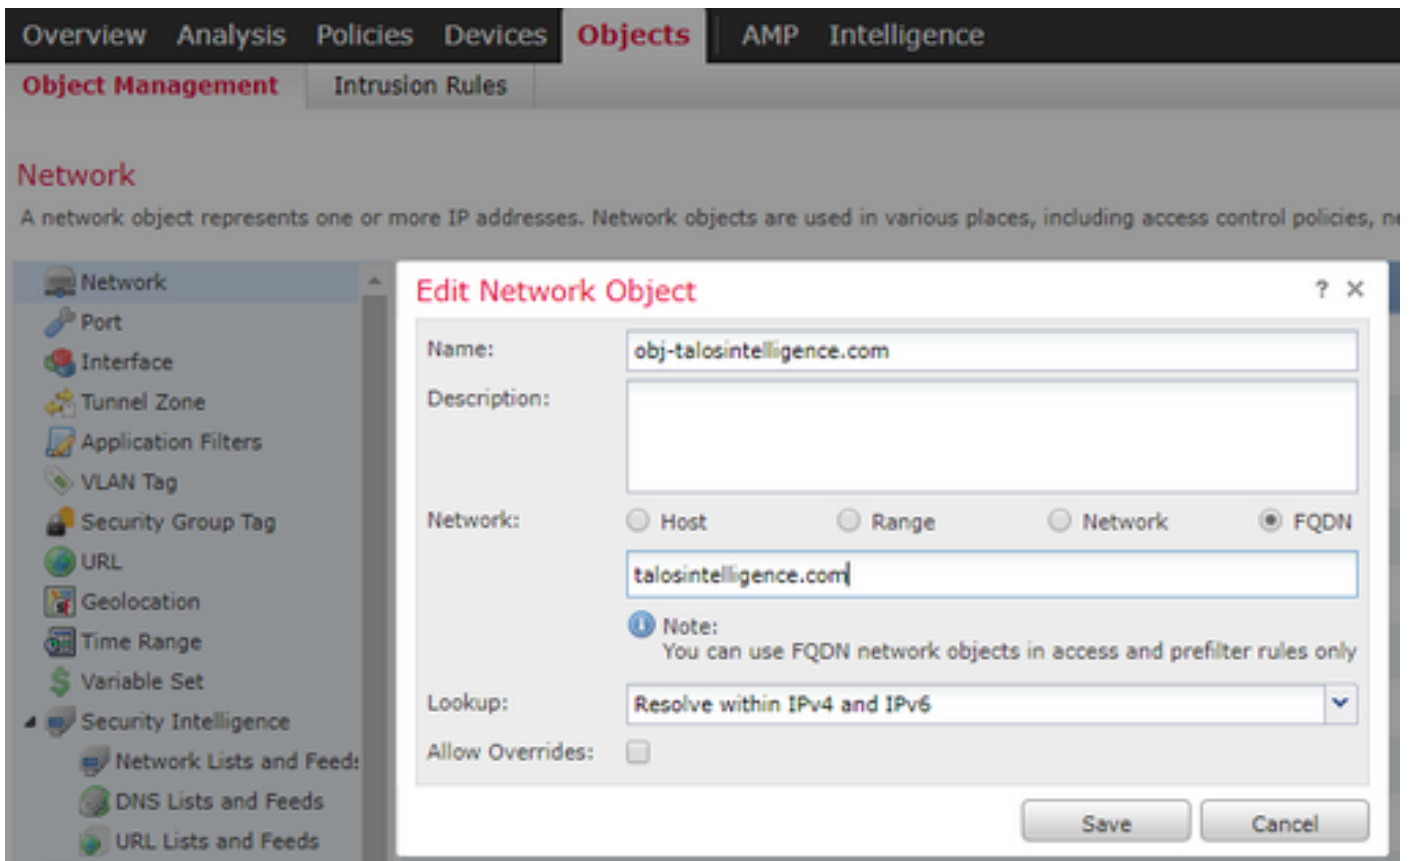 Overview Analysis Policies Devices Objects AMP Intelligence
Object Management Intrusion Rules
Network
A network object represents one or more IP addresses. Network objects are used in various places, including access control policies,
Network
Port
Interface
Tunnel Zone
Application Filters
VLAN Tag
Security Group Tag
URL
Geolocation
Time Range
Variable Set
Security Intelligence
Network Lists and Feeds
DNS Lists and Feeds
URL Lists and Feeds
Edit Network Object ? ×
Name: obj-talosintelligence.com
Description:
Network: Host Range Network FQDN
talosintelligence.com
Note:
You can use FQDN network objects in access and prefilter rules only
Lookup: Resolve within IPv4 and IPv6
Allow Overrides:
Save Cancel